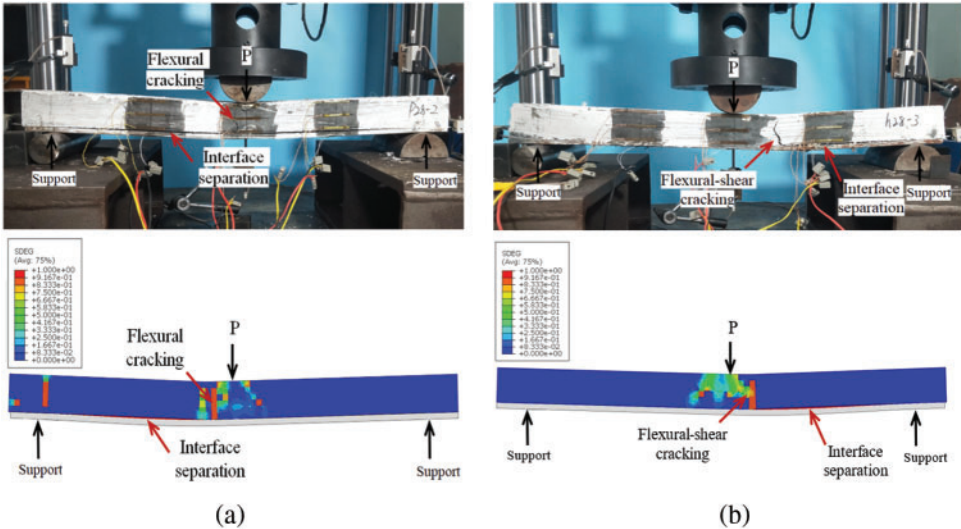 P
Flexural
cracking
P28-2
Interface
separation
Support
Support
P
h28-3
Flexural-shear
cracking
Interface
separation
Support
Support
SDEG
(Avg: 75%)
+1.000e+00
+9.167e-01
+8.333e-01
+7.500e-01
+6.667e-01
+5.833e-01
+5.000e-01
+4.167e-01
+3.333e-01
+2.500e-01
+1.667e-01
+8.333e-02
+0.000e+00
P
Flexural
cracking
Interface
separation
Support
Support
SDEG
(Avg: 75%)
+1.000e+00
+9.167e-01
+8.333e-01
+7.500e-01
+6.667e-01
+5.833e-01
+5.000e-01
+4.167e-01
+3.333e-01
+2.500e-01
+1.667e-01
+8.333e-02
+0.000e+00
P
Flexural-shear
cracking
Interface
separation
Support
Support
(a)
(b)